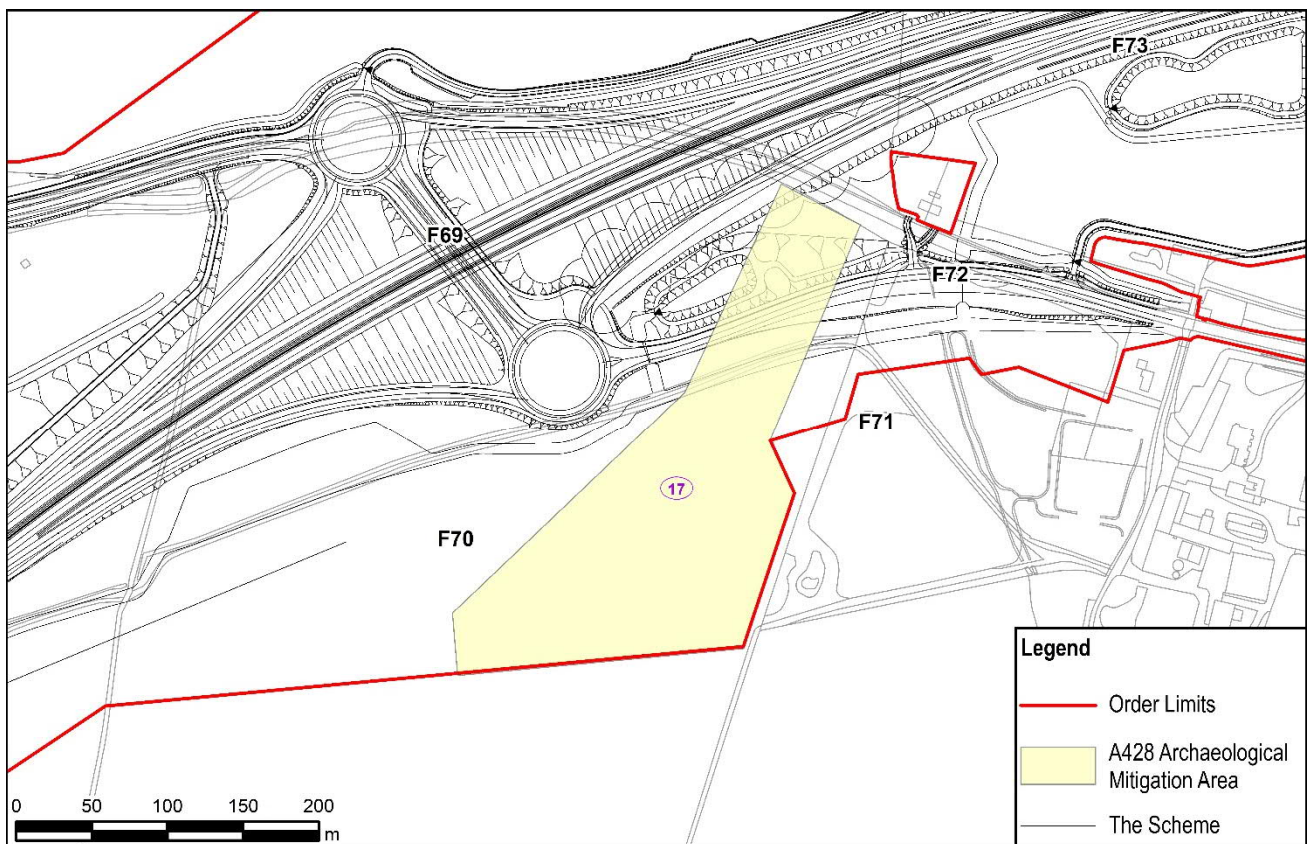 F73
F69
F72
F71
17
F70
Legend
Order Limits
A428 Archaeological
Mitigation Area
The Scheme
0 50 100 150 200
m